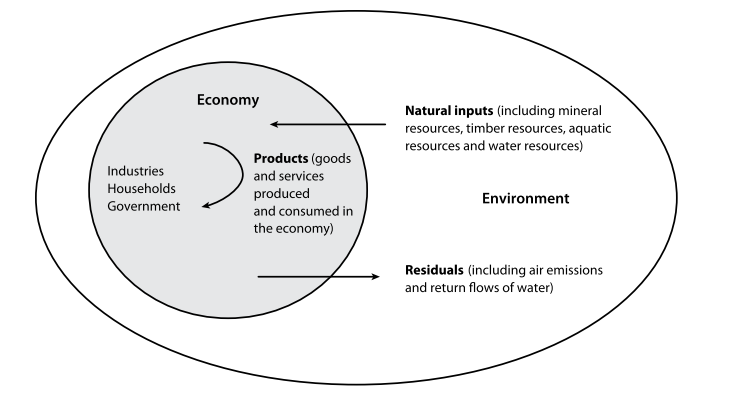 Economy
Natural inputs (including mineral
resources, timber resources, aquatic
resources and water resources)
Industries
Households
Government
Products (goods
and services
produced
and consumed in
the economy)
Environment
Residuals (including air emissions
and return flows of water)